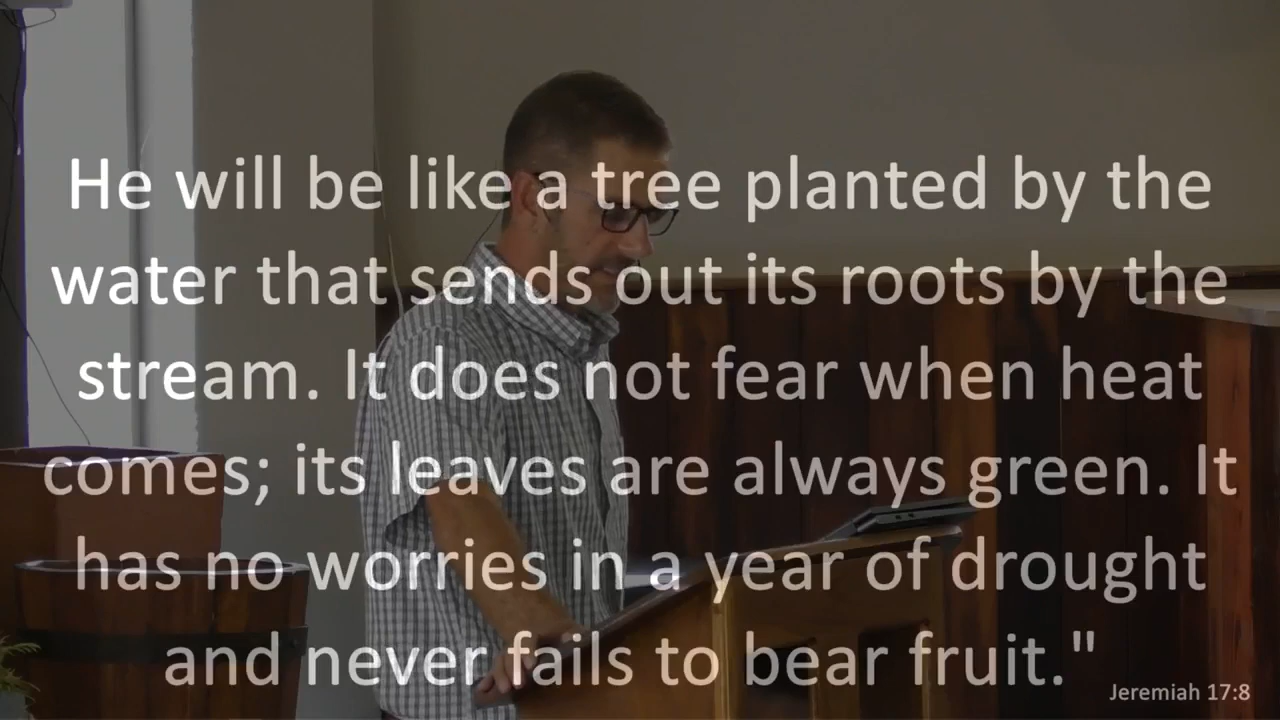 He will be like a tree planted by the
water that sends out its roots by the
stream. It does not fear when heat
comes; its leaves are always green. It
has no worries in a year of drought
and never fails to bear fruit."
Jeremiah 17:8